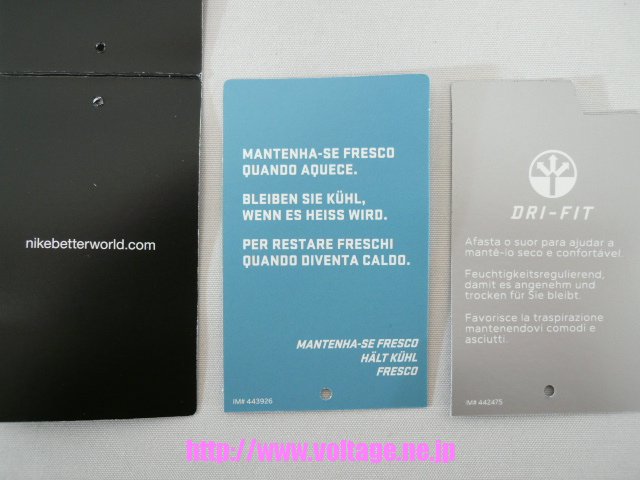 nikebetterworld.com
MANTENHA-SE FRESCO
QUANDO AQUECE.
BLEIBEN SIE KÜHL,
WENN ES HEISS WIRD.
PER RESTARE FRESCHI
QUANDO DIVENTA CALDO.
MANTENHA-SE FRESCO
HÄLT KÜHL
FRESCO
IM# 443926
DRI-FIT
Afasta o suor para ajudar a
mantê-lo seco e confortável.
Feuchtigkeitsregulierend,
damit es angenehm und
trocken für Sie bleibt.
Favorisce la traspirazione
mantenendovi comodi e
asciutti.
IM# 442475
http://www.voltage.ne.jp